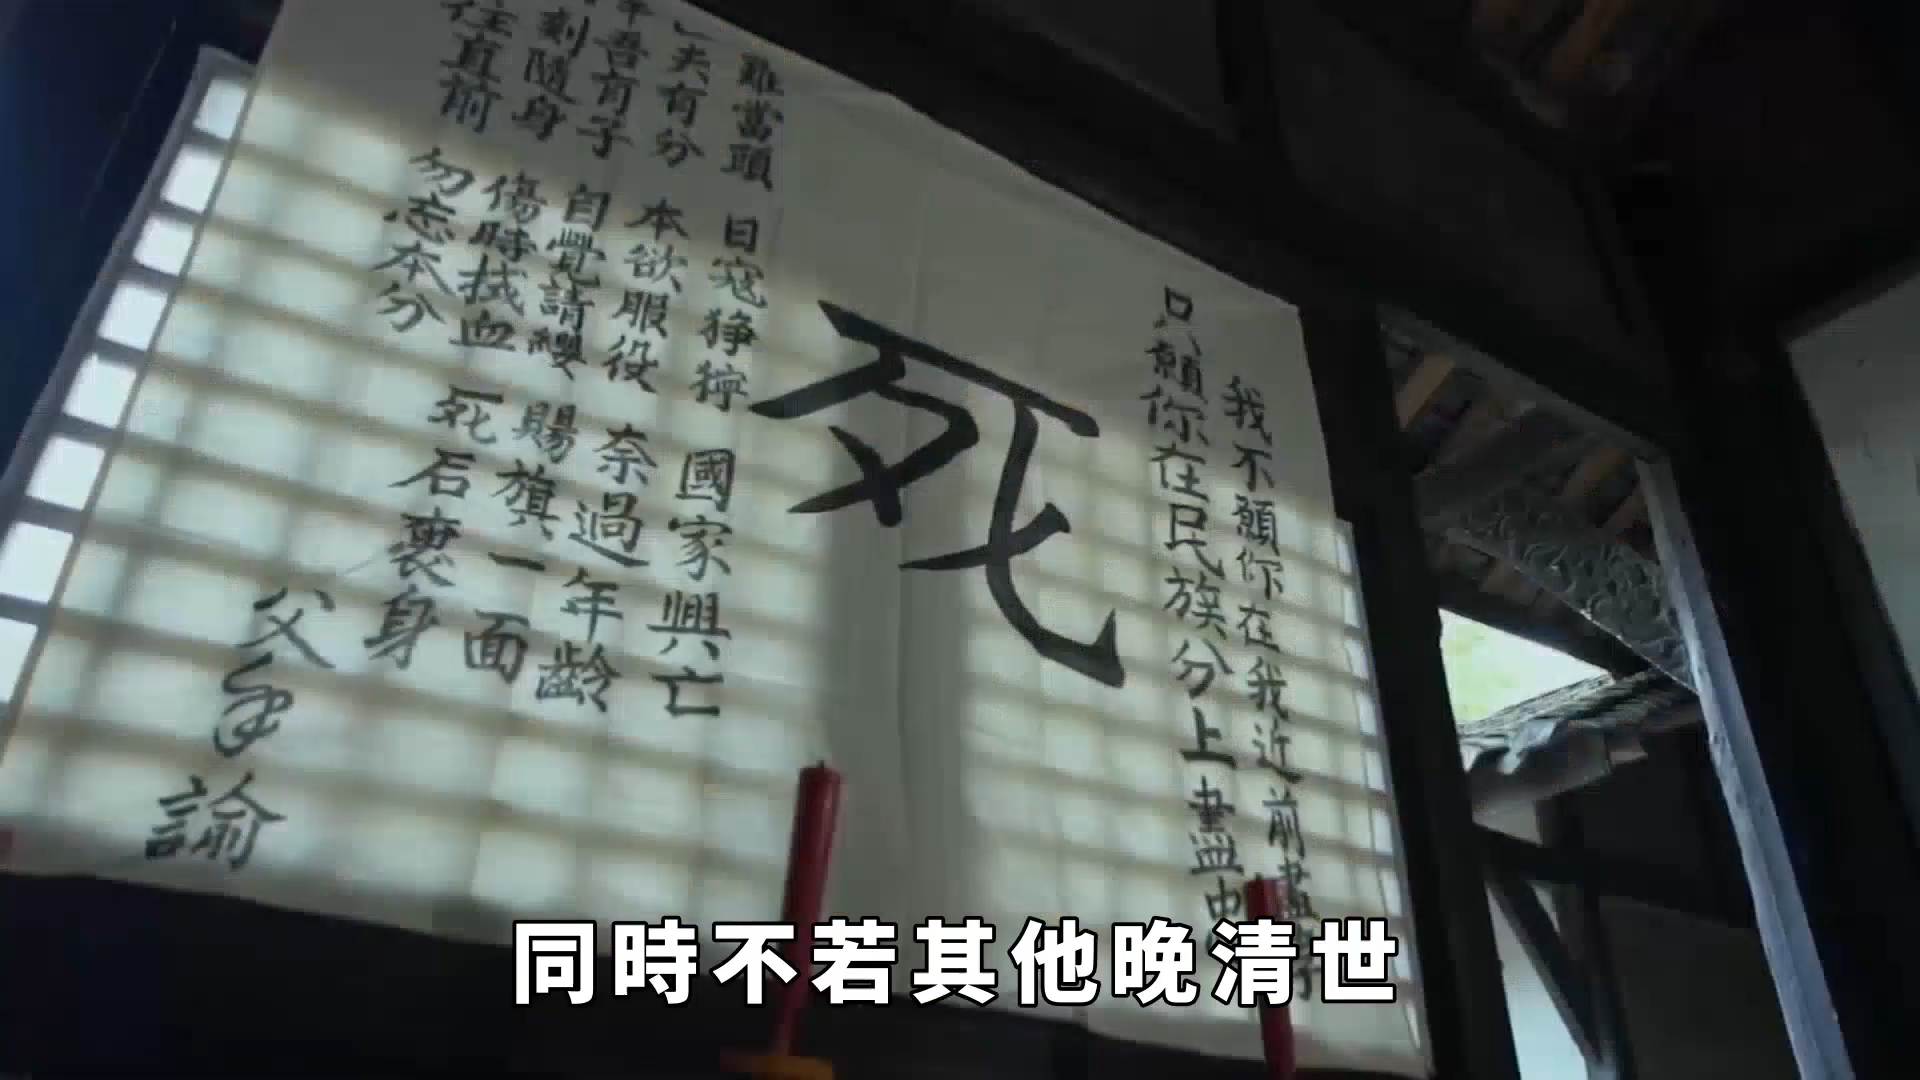 我不願你在我近前盡
只願你在民族分上盡
死
難當頭 日寇猙獰 國家興亡
夫有分 本欲服役 奈過年齡
吾有子 自覺請纓 賜旗一面
刻隨身 傷時拭血 死后裹身
往直前 勿忘本分
父手諭
同時不若其他晚清世